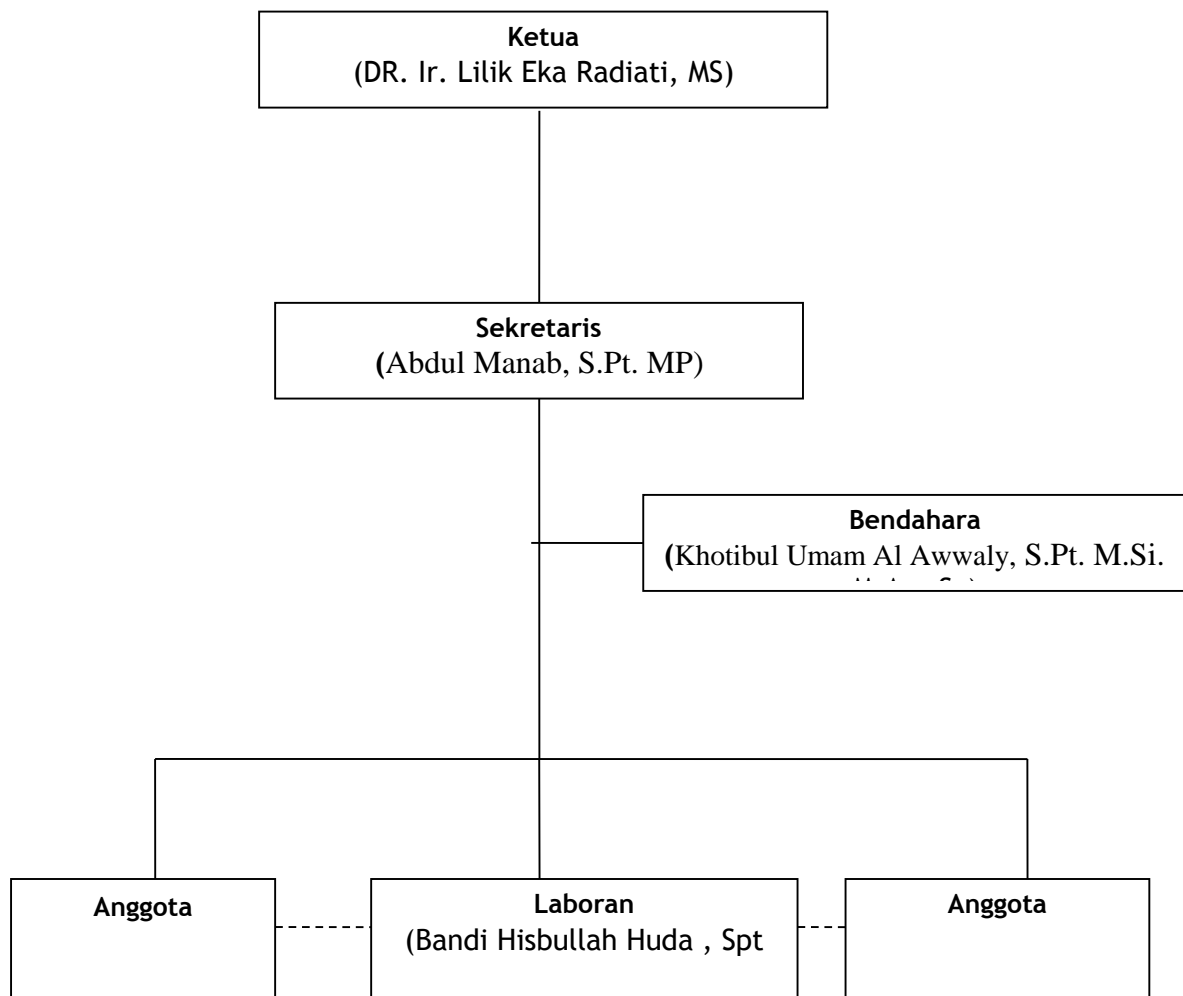 Ketua
(DR. Ir. Lilik Eka Radiati, MS)
Sekretaris
(Abdul Manab, S.Pt. MP)
Bendahara
(Khotibul Umam Al Awwaly, S.Pt. M.Si.
Anggota
Laboran
(Bandi Hisbullah Huda , Spt
Anggota